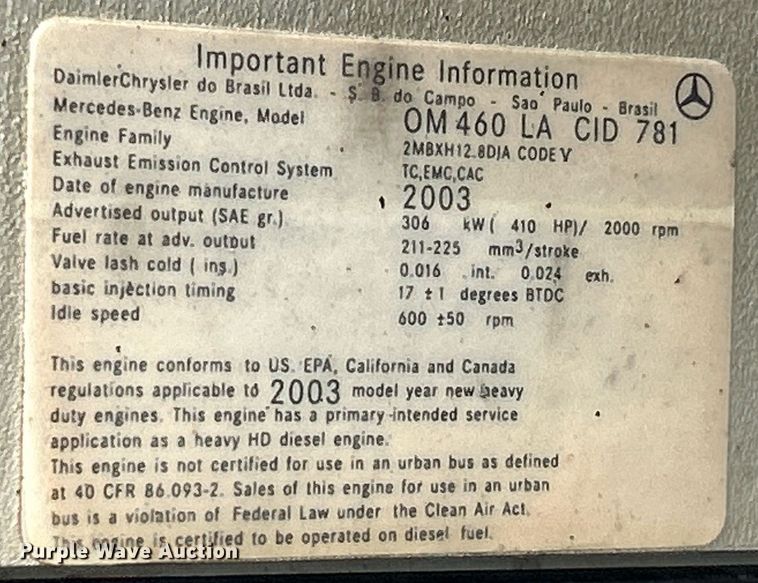 Important Engine Information
DaimlerChrysler do Brasil Ltda. - S. B. do Campo - Sao Paulo - Brasil
Mercedes-Benz Engine, Model OM 460 LA CID 781
Engine Family 2MBXH12.8DJA CODE V
Exhaust Emission Control System TC,EMC,CAC
Date of engine manufacture 2003
Advertised output (SAE gr.) 306 kW ( 410 HP)/ 2000 rpm
Fuel rate at adv. output 211-225 mm³/stroke
Valve lash cold ( ins.) 0.016 int. 0.024 exh.
basic injection timing 17 ±1 degrees BTDC
Idle speed 600 ±50 rpm
This engine conforms to US. EPA, California and Canada
regulations applicable to 2003 model year new heavy
duty engines. This engine has a primary intended service
application as a heavy HD diesel engine.
This engine is not certified for use in an urban bus as defined
at 40 CFR 86.093-2. Sales of this engine for use in an urban
bus is a violation of Federal Law under the Clean Air Act.
This engine is certified to be operated on diesel fuel.
Purple Wave Auction